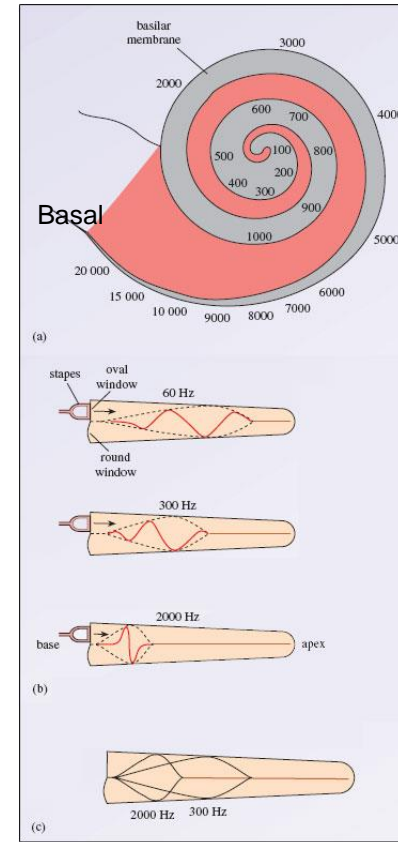 basilar
membrane
3000
2000
4000
600
700
500
100
800
200
400
300
900
1000
Basal
5000
20 000
6000
15 000
7000
10 000
8000
9000
(a)
stapes
oval
window
60 Hz
round
window
300 Hz
2000 Hz
base
apex
(b)
2000 Hz
300 Hz
(c)